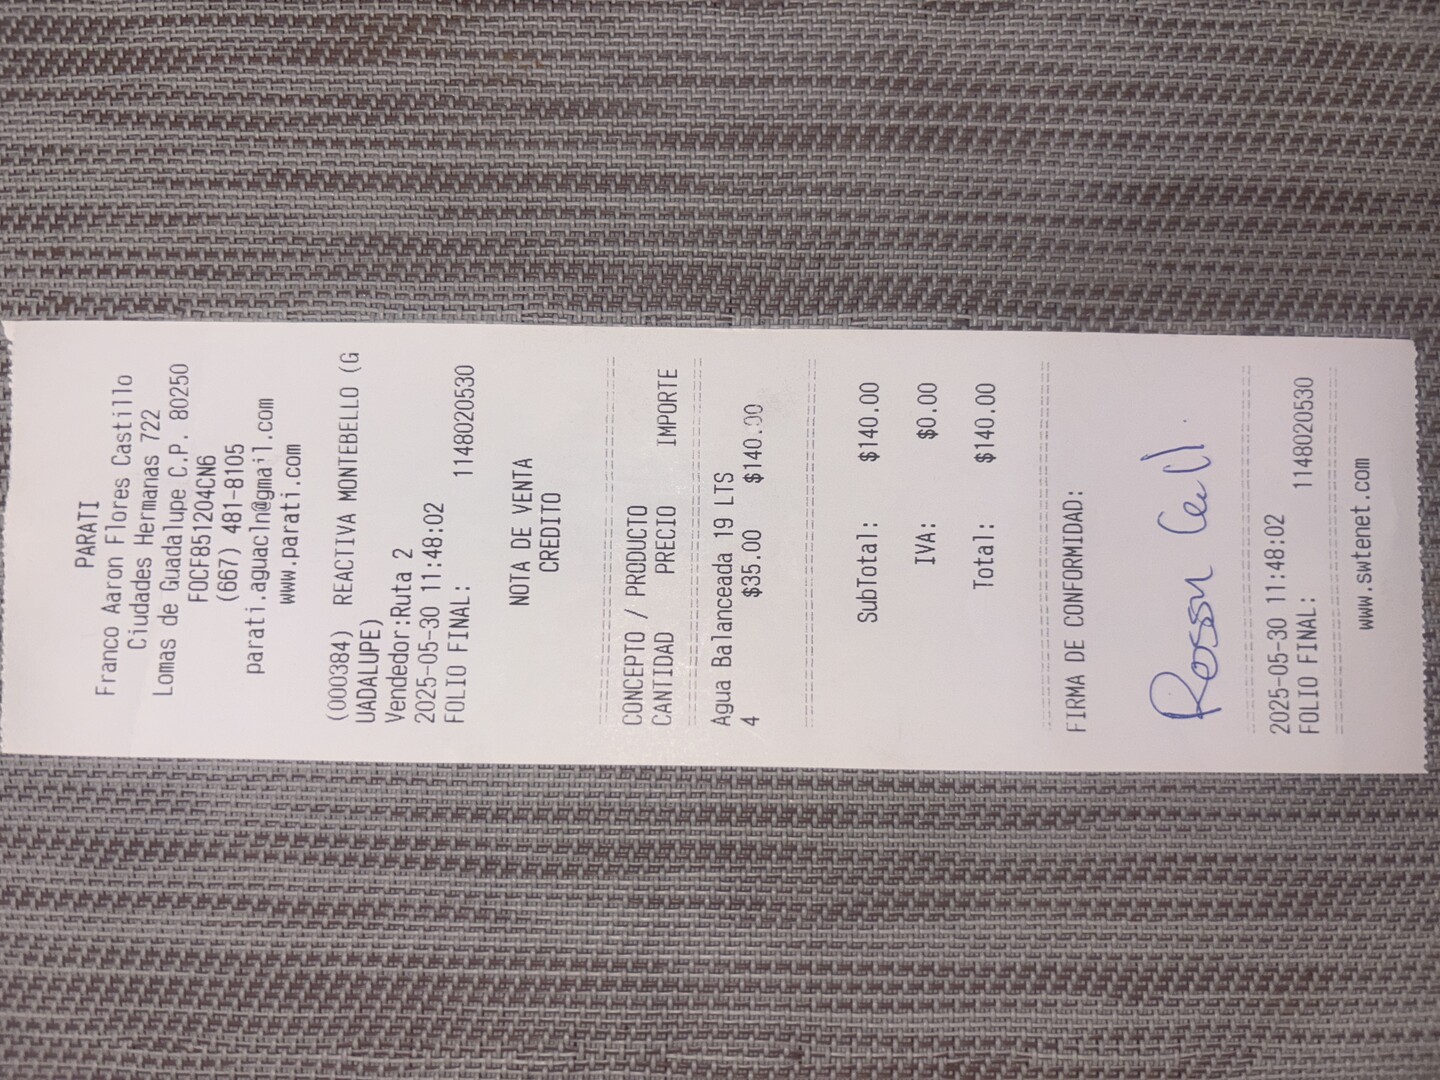 PARATI
Franco Aaron Flores Castillo
Ciudades Hermanas 722
Lomas de Guadalupe C.P. 80250
FOCF851204CN6
(667) 481-8105
parati.aguacln@gmail.com
www.parati.com
(000384) REACTIVA MONTEBELLO (G
UADALUPE)
Vendedor:Ruta 2
2025-05-30 11:48:02
FOLIO FINAL: 1148020530
NOTA DE VENTA
CREDITO
CONCEPTO / PRODUCTO
CANTIDAD PRECIO IMPORTE
Agua Balanceada 19 LTS
4 $35.00 $140.00
SubTotal: $140.00
IVA: $0.00
Total: $140.00
FIRMA DE CONFORMIDAD:
2025-05-30 11:48:02
FOLIO FINAL: 1148020530
www.swtenet.com